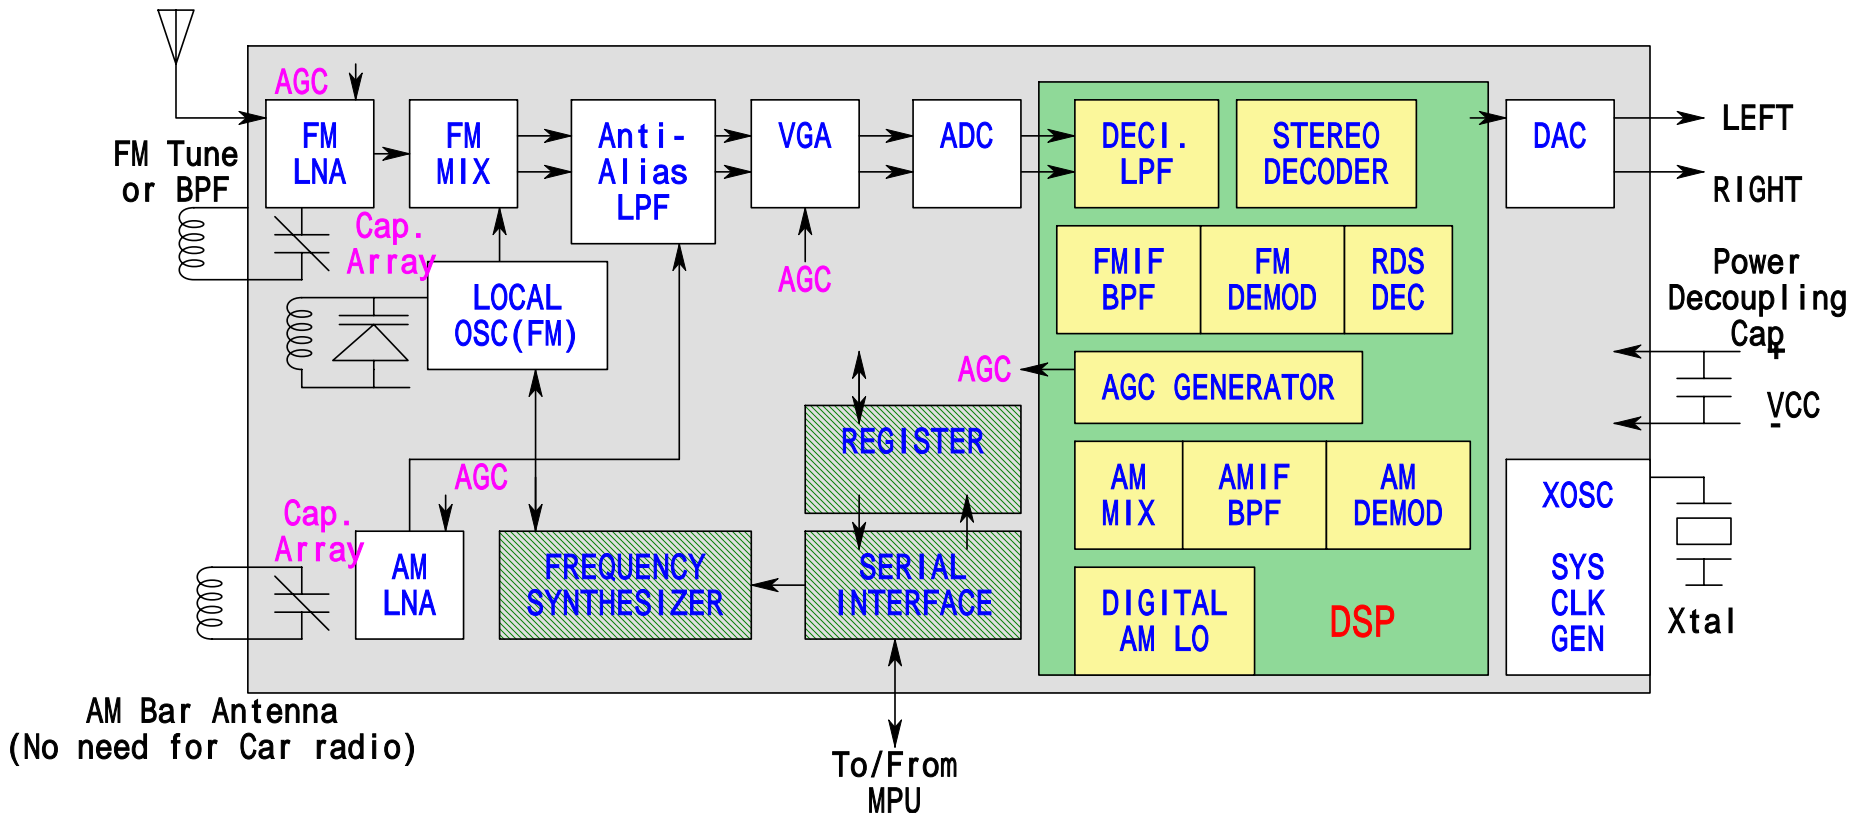 AGC
FM
LNA
FM
MIX
Anti-
Alias
LPF
VGA
ADC
DECI.
LPF
STEREO
DECODER
DAC
LEFT
RIGHT
FM Tune
or BPF
Cap.
Array
LOCAL
OSC(FM)
AGC
FMIF
BPF
FM
DEMOD
RDS
DEC
Power
Decoupling
Cap
+
VCC
-
AGC
AGC GENERATOR
REGISTER
AGC
Cap.
Array
AM
LNA
FREQUENCY
SYNTHESIZER
SERIAL
INTERFACE
AM
MIX
AMIF
BPF
AM
DEMOD
DIGITAL
AM LO
DSP
XOSC
SYS
CLK
GEN
Xtal
AM Bar Antenna
(No need for Car radio)
To/From
MPU